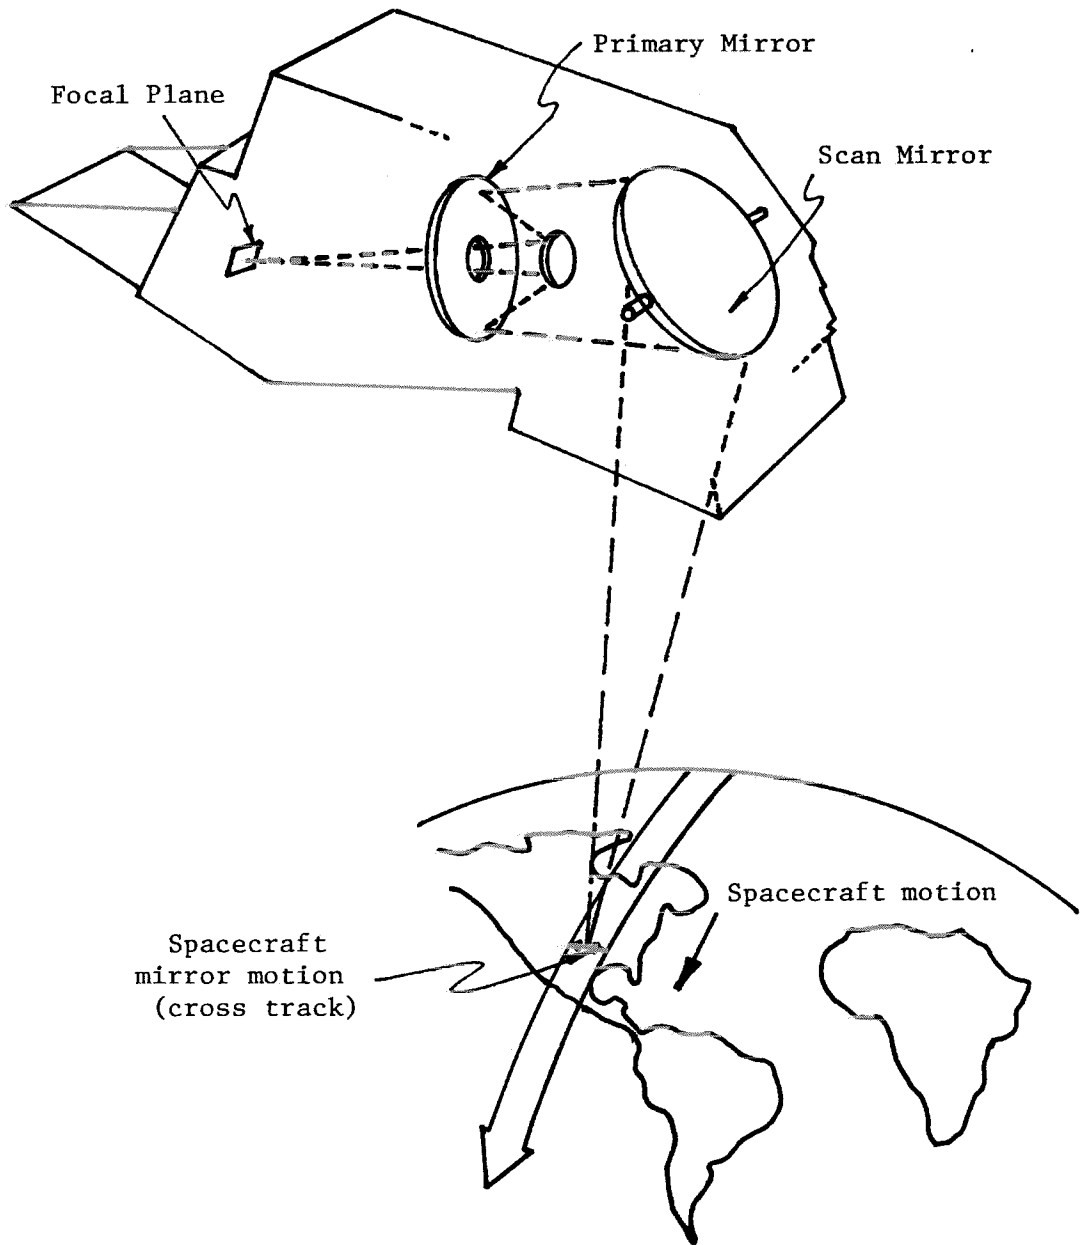 Primary Mirror
Focal Plane
Scan Mirror
Spacecraft motion
Spacecraft
mirror motion
(cross track)